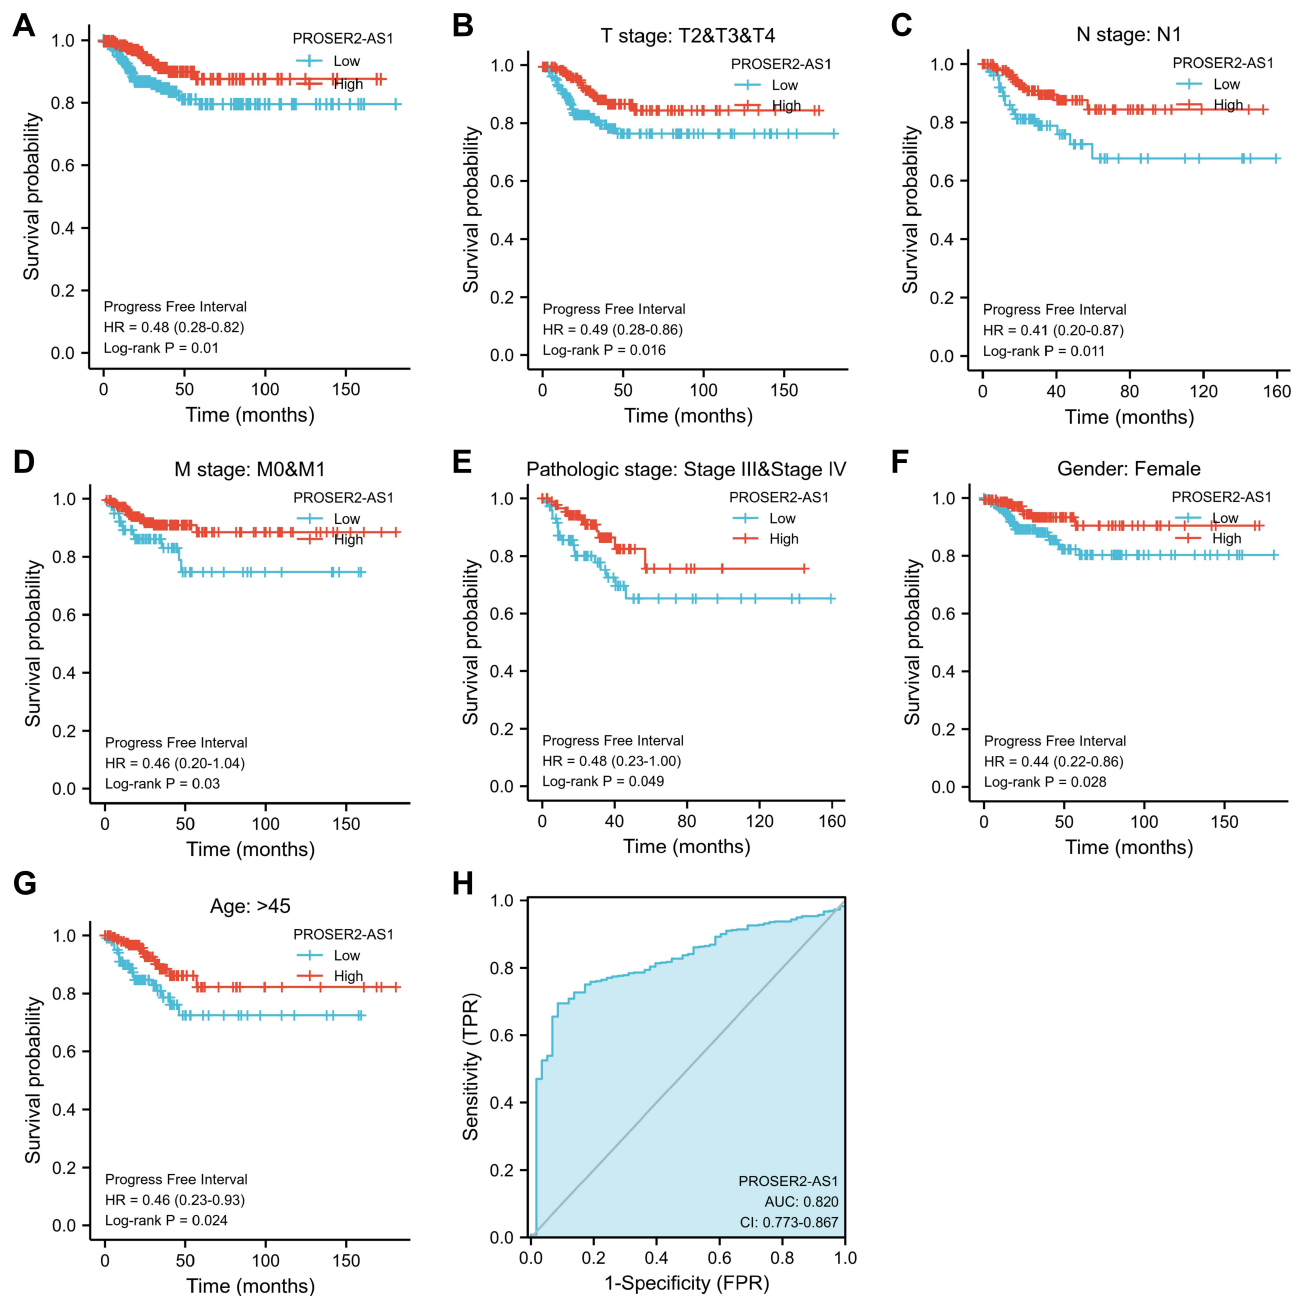 A
PROSER2-AS1
Low
High
1.0
0.8
0.6
0.4
0.2
0.0
Survival probability
Progress Free Interval
HR = 0.48 (0.28-0.82)
Log-rank P = 0.01
0 50 100 150
Time (months)
B
T stage: T2&T3&T4
PROSER2-AS1
Low
High
1.0
0.8
0.6
0.4
0.2
0.0
Survival probability
Progress Free Interval
HR = 0.49 (0.28-0.86)
Log-rank P = 0.016
0 50 100 150
Time (months)
C
N stage: N1
PROSER2-AS1
Low
High
1.0
0.8
0.6
0.4
0.2
0.0
Survival probability
Progress Free Interval
HR = 0.41 (0.20-0.87)
Log-rank P = 0.011
0 40 80 120 160
Time (months)
D
M stage: M0&M1
PROSER2-AS1
Low
High
1.0
0.8
0.6
0.4
0.2
0.0
Survival probability
Progress Free Interval
HR = 0.46 (0.20-1.04)
Log-rank P = 0.03
0 50 100 150
Time (months)
E
Pathologic stage: Stage III&Stage IV
PROSER2-AS1
Low
High
1.0
0.8
0.6
0.4
0.2
0.0
Survival probability
Progress Free Interval
HR = 0.48 (0.23-1.00)
Log-rank P = 0.049
0 40 80 120 160
Time (months)
F
Gender: Female
PROSER2-AS1
Low
High
1.0
0.8
0.6
0.4
0.2
0.0
Survival probability
Progress Free Interval
HR = 0.44 (0.22-0.86)
Log-rank P = 0.028
0 50 100 150
Time (months)
G
Age: >45
PROSER2-AS1
Low
High
1.0
0.8
0.6
0.4
0.2
0.0
Survival probability
Progress Free Interval
HR = 0.46 (0.23-0.93)
Log-rank P = 0.024
0 50 100 150
Time (months)
H
1.0
0.8
0.6
0.4
0.2
0.0
Sensitivity (TPR)
PROSER2-AS1
AUC: 0.820
CI: 0.773-0.867
0.0 0.2 0.4 0.6 0.8 1.0
1-Specificity (FPR)